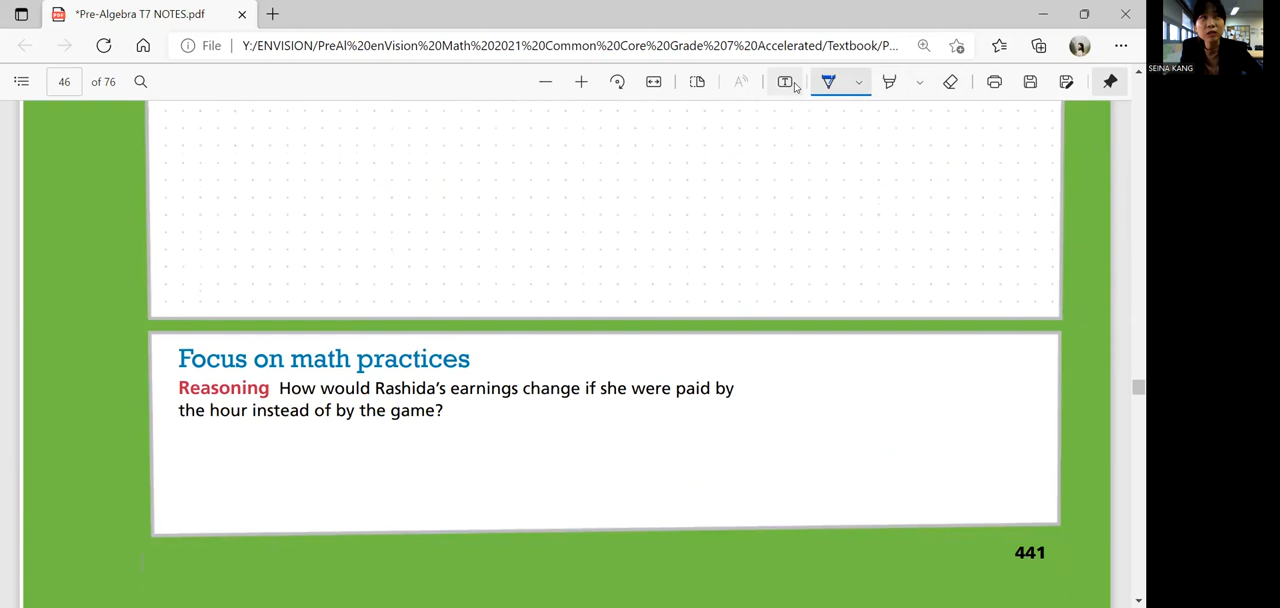 *Pre-Algebra T7 NOTES.pdf
File
Y:/ENVISION/PreAl%20enVision%20Math%202021%20Common%20Core%20Grade%207%20Accelerated/Textbook/P...
46 of 76
SEINA KANG
Focus on math practices
Reasoning How would Rashida's earnings change if she were paid by
the hour instead of by the game?
441